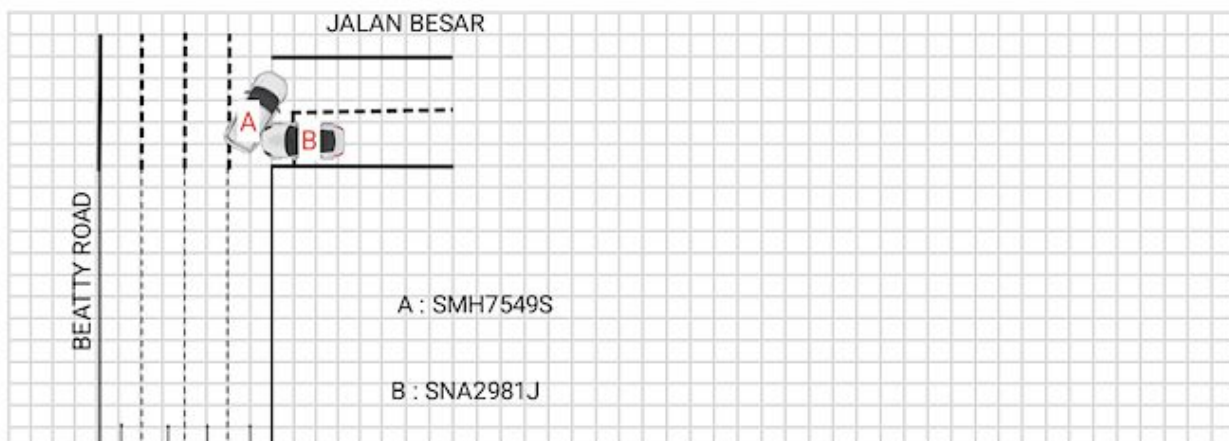 JALAN BESAR
A
B
BEATTY ROAD
A : SMH7549S
B : SNA2981J